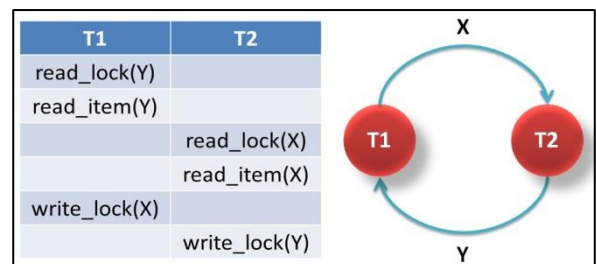 T1 T2
read_lock(Y)
read_item(Y)
read_lock(X)
read_item(X)
write_lock(X)
write_lock(Y)
X
T1 T2
Y